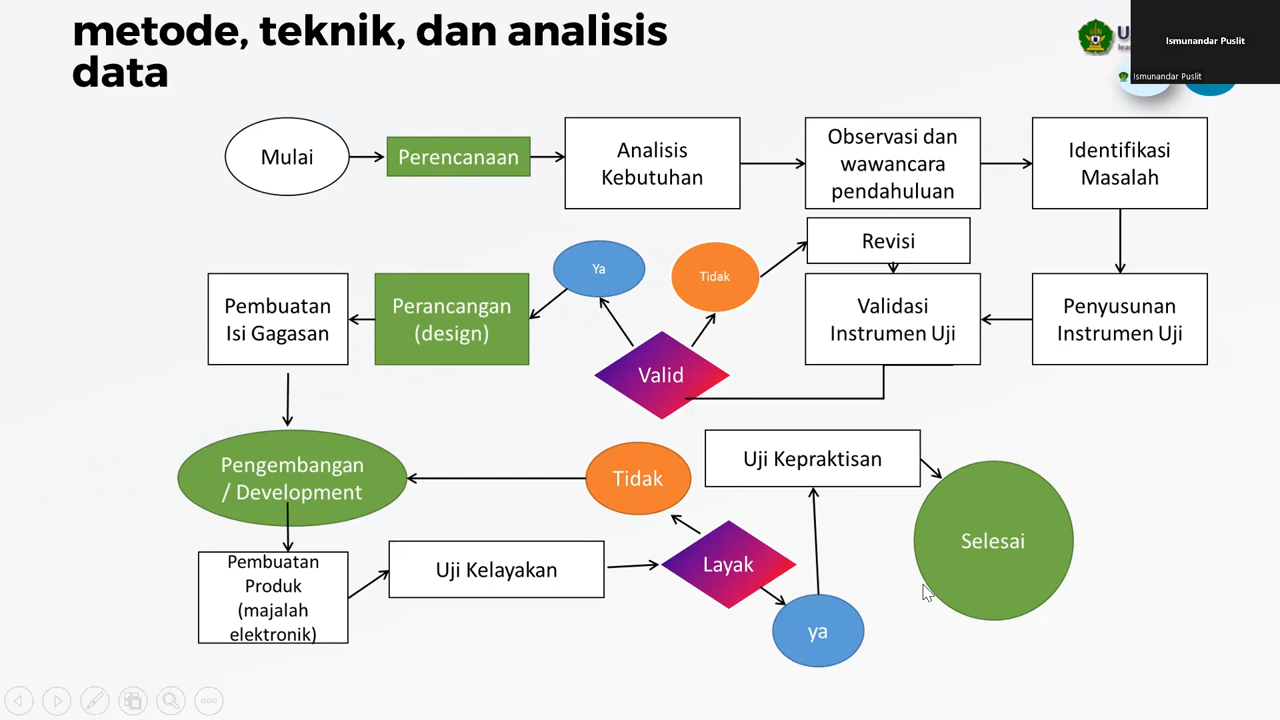 metode, teknik, dan analisis
data
U
Ismunandar Puslit
Ismunandar Puslit
Mulai
Perencanaan
Analisis
Kebutuhan
Observasi dan
wawancara
pendahuluan
Identifikasi
Masalah
Revisi
Ya
Tidak
Pembuatan
Isi Gagasan
Perancangan
(design)
Valid
Validasi
Instrumen Uji
Penyusunan
Instrumen Uji
Pengembangan
/ Development
Tidak
Uji Kepraktisan
Selesai
Pembuatan
Produk
(majalah
elektronik)
Uji Kelayakan
Layak
ya